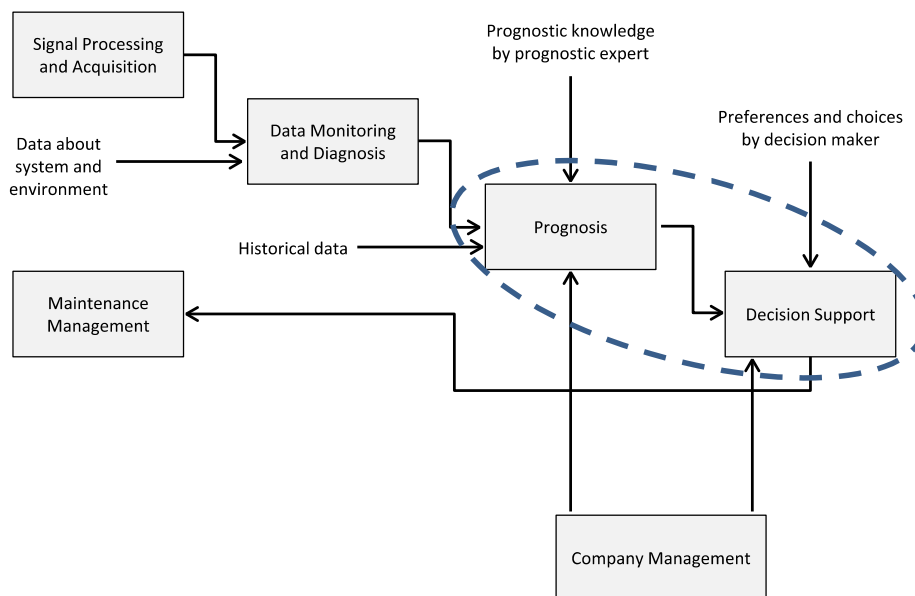 Signal Processing
and Acquisition
Prognostic knowledge
by prognostic expert
Data Monitoring
and Diagnosis
Preferences and choices
by decision maker
Data about
system and
environment
Prognosis
Historical data
Maintenance
Management
Decision Support
Company Management